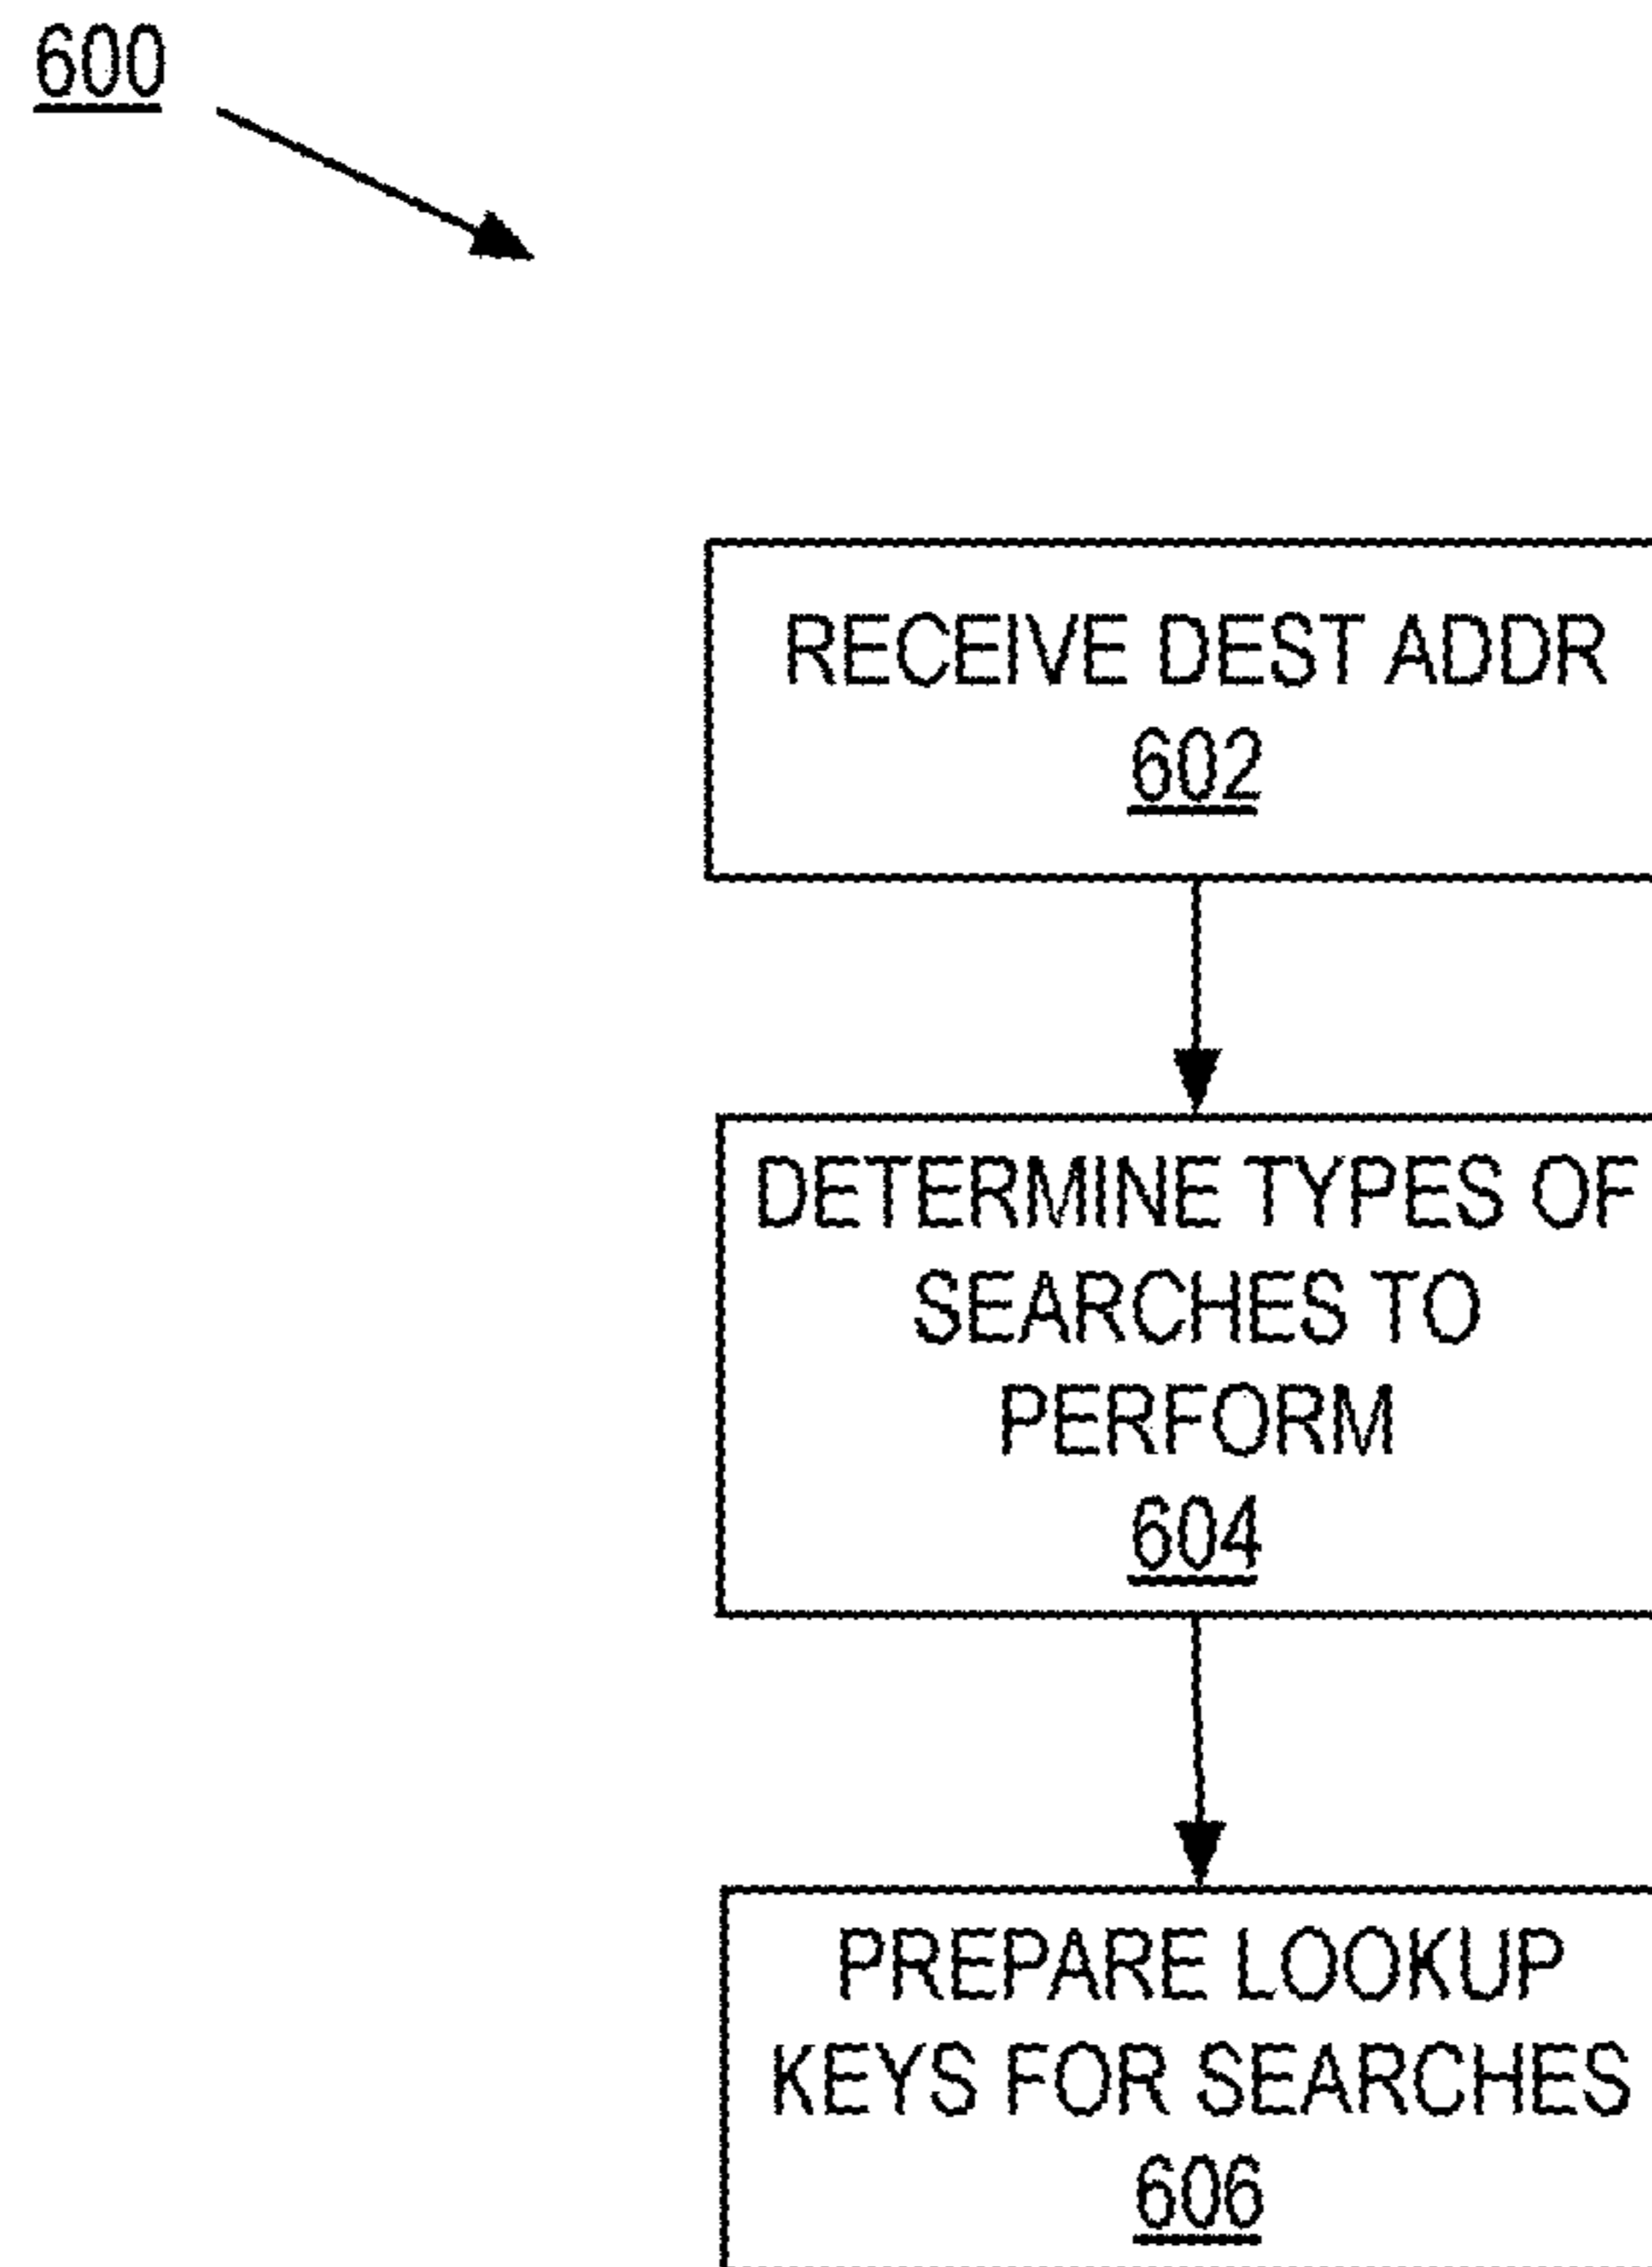 600
RECEIVE DEST ADDR
602
DETERMINE TYPES OF
SEARCHES TO
PERFORM
604
PREPARE LOOKUP
KEYS FOR SEARCHES
606